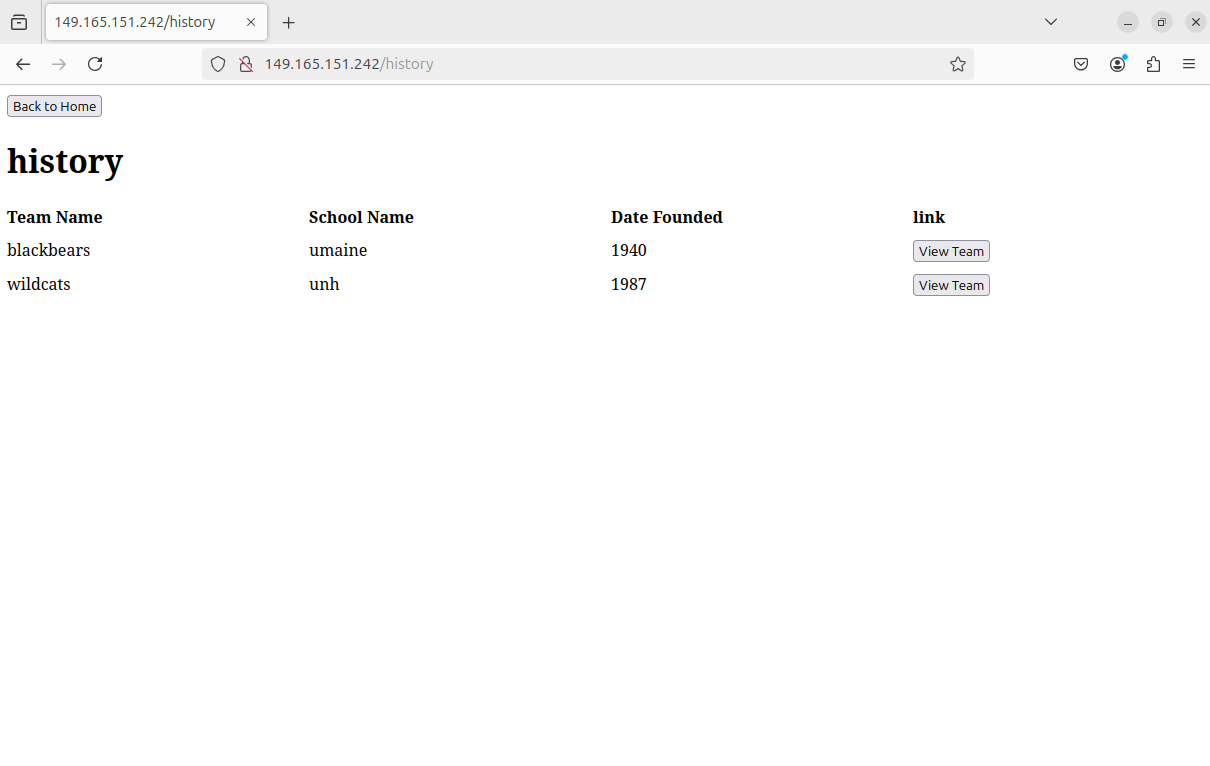 149.165.151.242/history
149.165.151.242/history
Back to Home
history
Team Name School Name Date Founded link
blackbears umaine 1940 View Team
wildcats unh 1987 View Team